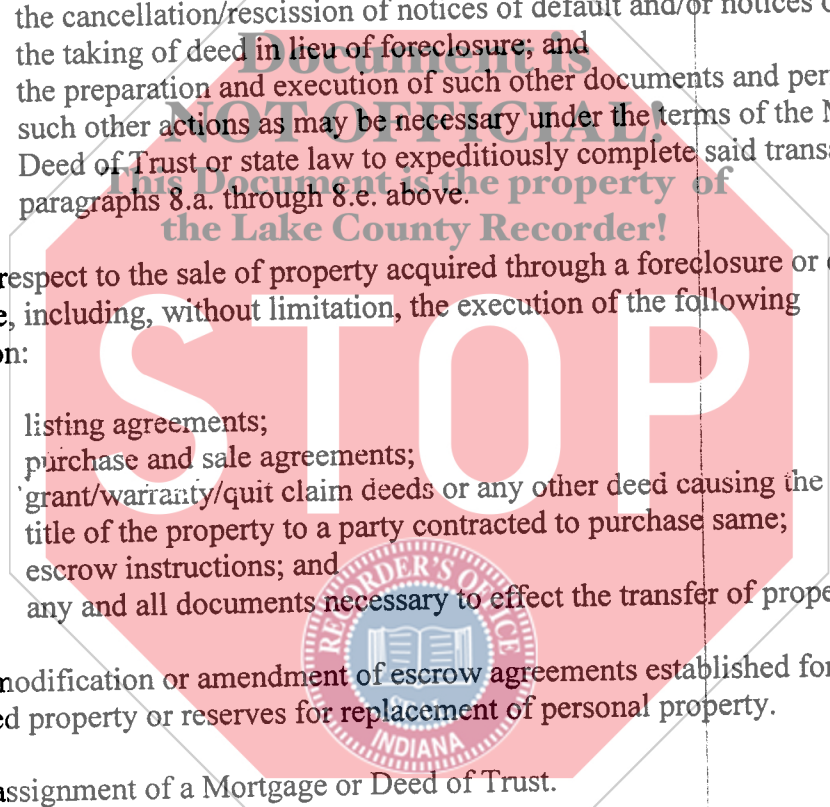 the cancellation/rescission of notices of default and/or notices
the taking of deed in lieu of foreclosure; and
Document is
the preparation and execution of such other documents and per
NOT OFFICIAL!
such other actions as may be necessary under the terms of the N
Deed of Trust or state law to expeditiously complete said transa
This Document is the property of
paragraphs 8.a. through 8.e. above.
the Lake County Recorder!
respect to the sale of property acquired through a foreclosure or
e, including, without limitation, the execution of the following
on:
STOP
listing agreements;
purchase and sale agreements;
grant/warranty/quit claim deeds or any other deed causing the
title of the property to a party contracted to purchase same;
escrow instructions; and
RECORDER'S OFFICE
any and all documents necessary to effect the transfer of prope
modification or amendment of escrow agreements established for
ed property or reserves for replacement of personal property.
INDIANA
assignment of a Mortgage or Deed of Trust.